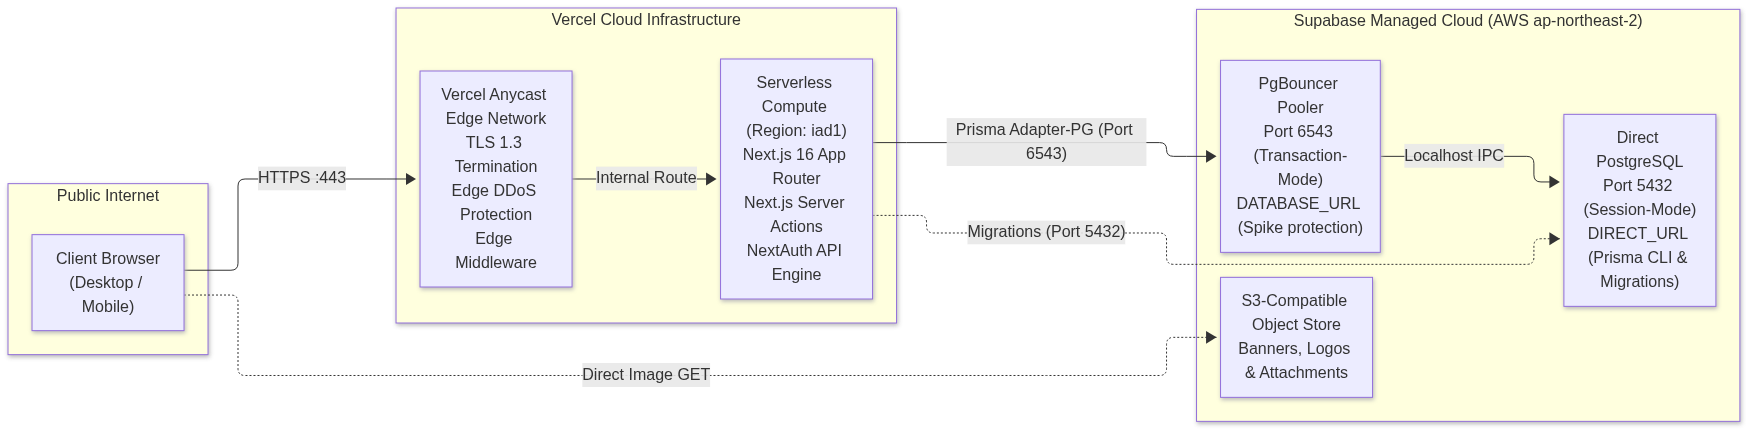 Public Internet
Client Browser
(Desktop /
Mobile)
HTTPS :443
Direct Image GET
Vercel Cloud Infrastructure
Vercel Anycast
Edge Network
TLS 1.3
Termination
Edge DDoS
Protection
Edge
Middleware
Internal Route
Serverless
Compute
(Region: iad1)
Next.js 16 App
Router
Next.js Server
Actions
NextAuth API
Engine
Prisma Adapter-PG (Port
6543)
Migrations (Port 5432)
Supabase Managed Cloud (AWS ap-northeast-2)
PgBouncer
Pooler
Port 6543
(Transaction-
Mode)
DATABASE_URL
(Spike protection)
Localhost IPC
Direct
PostgreSQL
Port 5432
(Session-Mode)
DIRECT_URL
(Prisma CLI &
Migrations)
S3-Compatible
Object Store
Banners, Logos
& Attachments